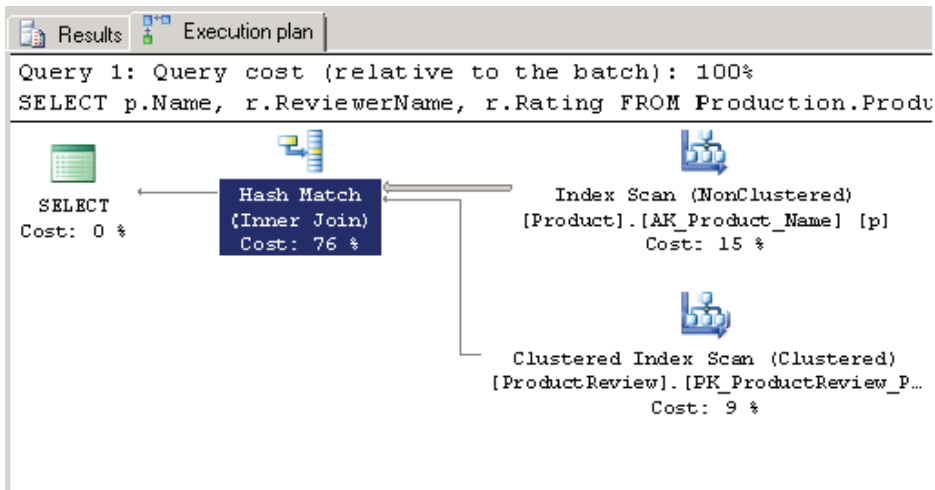 Results
Execution plan
Query 1: Query cost (relative to the batch): 100%
SELECT p.Name, r.ReviewerName, r.Rating FROM Production.Produ
SELECT
Cost: 0 %
Hash Match
(Inner Join)
Cost: 76 %
Index Scan (NonClustered)
[Product].[AK_Product_Name] [p]
Cost: 15 %
Clustered Index Scan (Clustered)
[ProductReview].[PK_ProductReview_P…
Cost: 9 %